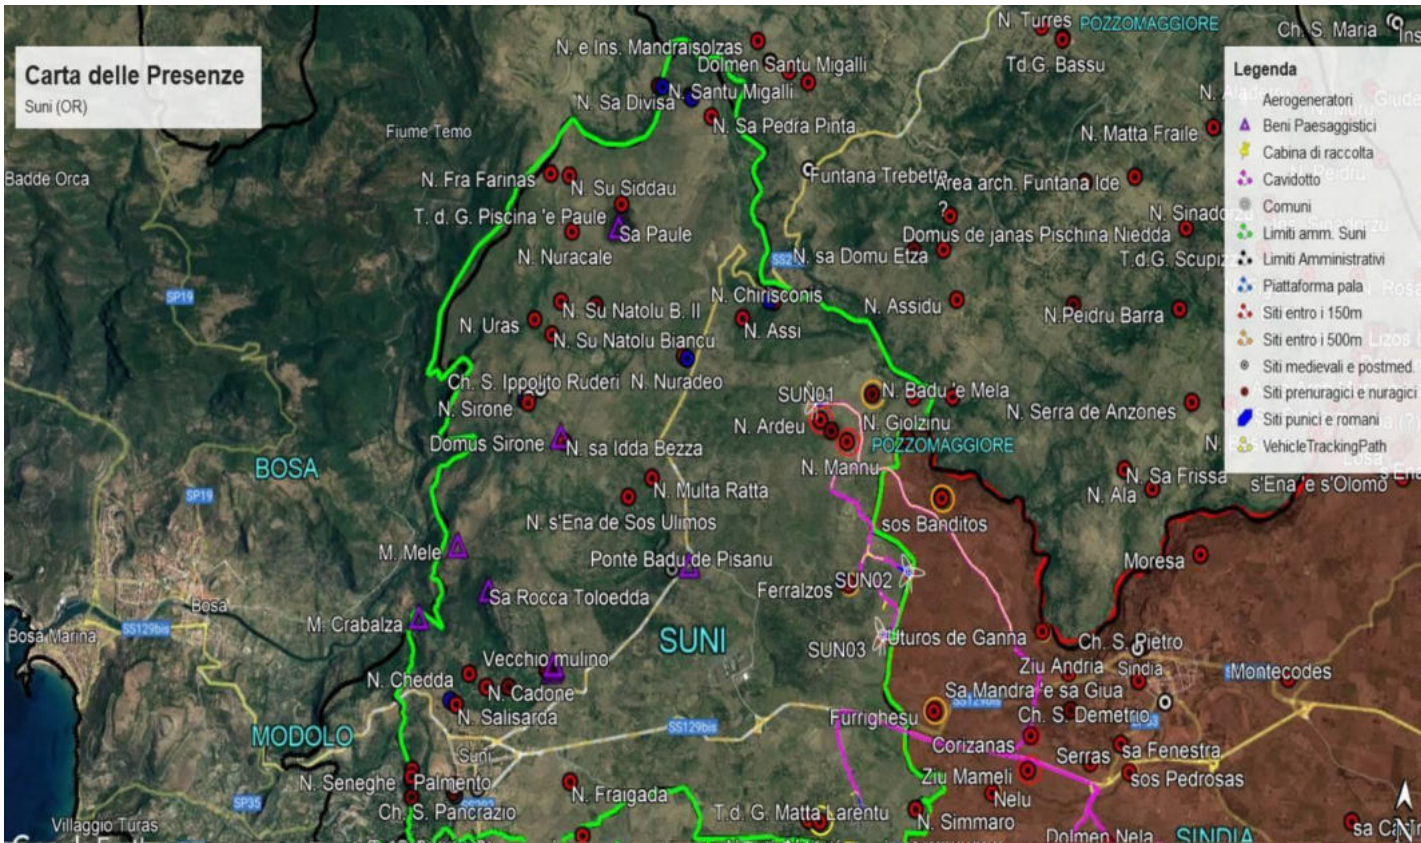 Carta delle Presenze
Suni (OR)
Legenda
Aerogeneratori
Beni Paesaggistici
Cabina di raccolta
Cavidotto
Comuni
Limiti amm. Suni
Limiti Amministrativi
Piattaforma pala
Siti entro i 150m
Siti entro i 500m
Siti medievali e postmed.
Siti prenuragici e nuragici
Siti punici e romani
VehicleTrackingPath
N. Turres
POZZOMAGGIORE
Ch. S. Maria
N. e Ins. Mandraisolzas
Dolmen Santu Migalli
Td.G. Bassu
N. Santu Migalli
N. Sa Divisa
N. Sa Pedra Pinta
Fiume Temo
N. Matta Fraile
Badde Orca
N. Fra Farinas
N. Su Siddau
Funtana Trebetta
Area arch. Funtana Ide
?
T. d. G. Piscina 'e Paule
Sa Paule
N. Sinadorzu
Domus de janas Pischina Niedda
N. Nuracale
N. sa Domu Etza
T.d.G. Scupizz
SP19
N. Chirisconis
N. Su Natolu B. II
N. Assidu
N.Peidru Barra
N. Uras
N. Assi
N. Su Natolu Biancu
Ch. S. Ippolito Ruderi
N. Nuradeo
SUN01
N. Badu 'e Mela
N. Sirone
N. Serra de Anzones
N. Ardeu
N. Giolzinu
Domus Sirone
N. sa Idda Bezza
POZZOMAGGIORE
BOSA
N. Mannu
N. Sa Frissa
s'Ena 'e s'Olomo
SP19
N. Multa Ratta
N. Ala
N. s'Ena de Sos Ulimos
sos Banditos
M. Mele
Ponte Badu de Pisanu
Moresa
SUN02
Ferralzos
Sa Rocca Toloedda
Bosa
M. Crabalza
Bosa Marina
SS129bis
SUNI
Uturos de Ganna
Ch. S. Pietro
SUN03
Vecchio mulino
Ziu Andria
Sindia
Montecodes
N. Chedda
N. Cadone
Sa Mandra 'e sa Giua
N. Salisarda
Furrighesu
SS129bis
Ch. S. Demetrio
MODOLO
SS129bis
Corizanas
Suni
Serras
sa Fenestra
N. Seneghe
Palmento
Ziu Mameli
sos Pedrosas
N. Fraigada
Nelu
SP35
Ch. S. Pancrazio
SS292
T.d. G. Matta Larentu
N. Simmaro
Villaggio Turas
Dolmen Nela
SINDIA
N